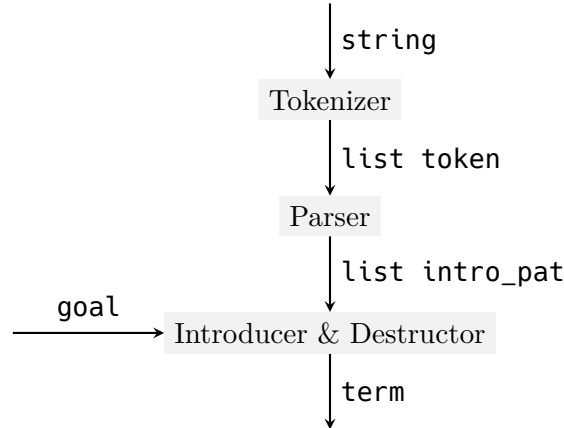 string
Tokenizer
list token
Parser
list intro_pat
goal
Introducer & Destructor
term